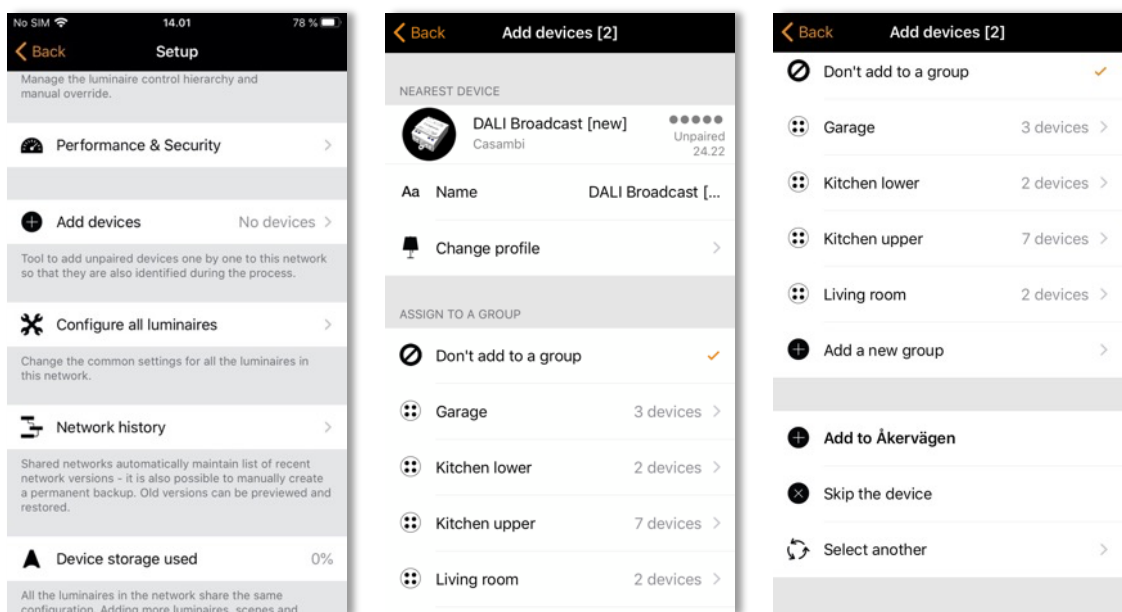 No SIM 14.01 78 %
Back Setup
Manage the luminaire control hierarchy and
manual override.
Performance & Security
Add devices No devices
Tool to add unpaired devices one by one to this network
so that they are also identified during the process.
Configure all luminaires
Change the common settings for all the luminaires in
this network.
Network history
Shared networks automatically maintain list of recent
network versions - it is also possible to manually create
a permanent backup. Old versions can be previewed and
restored.
Device storage used 0%
All the luminaires in the network share the same
configuration. Adding more luminaires, scenes and
Back Add devices [2]
NEAREST DEVICE
DALI Broadcast [new]
Casambi
Unpaired
24.22
Aa Name DALI Broadcast [...
Change profile
ASSIGN TO A GROUP
Don't add to a group
Garage 3 devices
Kitchen lower 2 devices
Kitchen upper 7 devices
Living room 2 devices
Back Add devices [2]
Don't add to a group
Garage 3 devices
Kitchen lower 2 devices
Kitchen upper 7 devices
Living room 2 devices
Add a new group
Add to Åkervägen
Skip the device
Select another